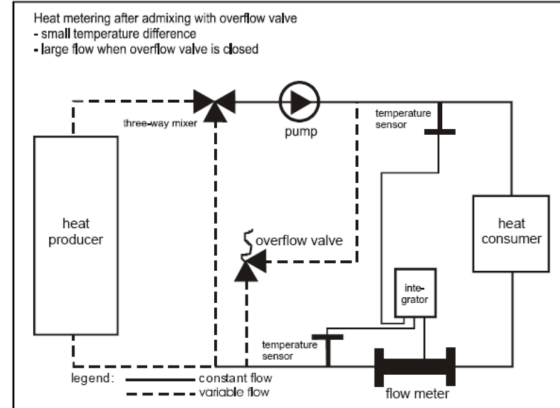 Heat metering after admixing with overflow valve
- small temperature difference
- large flow when overflow valve is closed
three-way mixer
pump
temperature
sensor
heat
producer
overflow valve
heat
consumer
inte-
grator
temperature
sensor
flow meter
legend: constant flow
variable flow